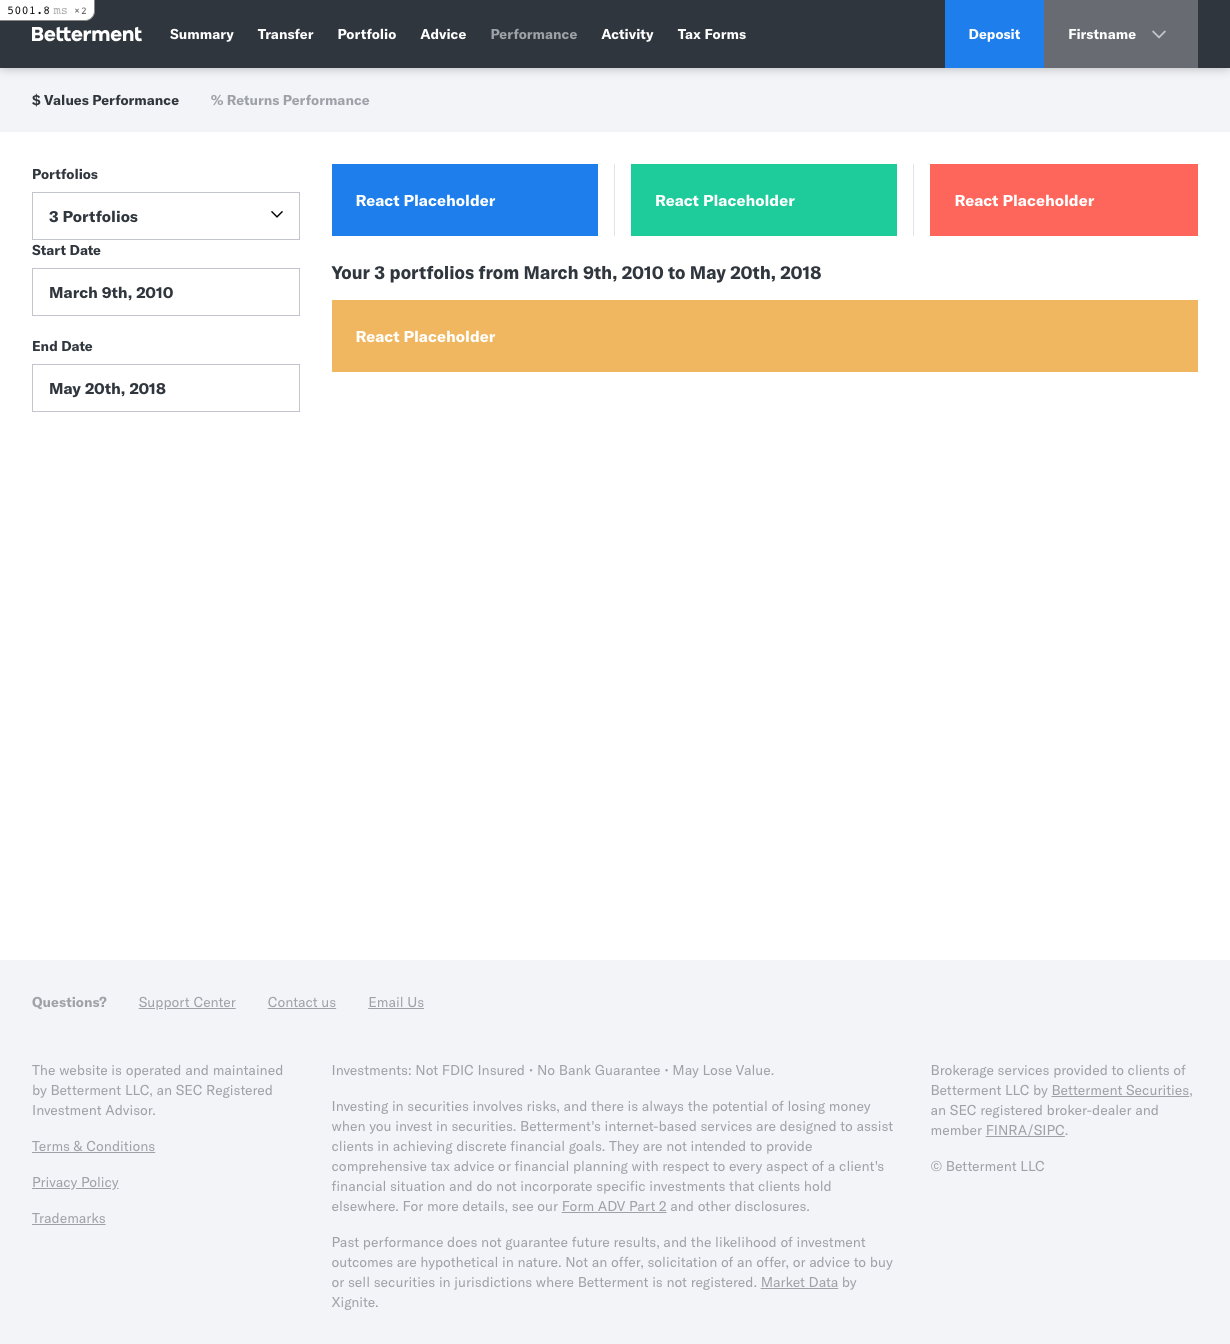 5001.8 ms ×2
Betterment Summary Transfer Portfolio Advice Performance Activity Tax Forms Deposit Firstname
$ Values Performance % Returns Performance
Portfolios
3 Portfolios
Start Date
March 9th, 2010
End Date
May 20th, 2018
React Placeholder React Placeholder React Placeholder
Your 3 portfolios from March 9th, 2010 to May 20th, 2018
React Placeholder
Questions? Support Center Contact us Email Us
The website is operated and maintained
by Betterment LLC, an SEC Registered
Investment Advisor.
Terms & Conditions
Privacy Policy
Trademarks
Investments: Not FDIC Insured • No Bank Guarantee • May Lose Value.
Investing in securities involves risks, and there is always the potential of losing money
when you invest in securities. Betterment's internet-based services are designed to assist
clients in achieving discrete financial goals. They are not intended to provide
comprehensive tax advice or financial planning with respect to every aspect of a client's
financial situation and do not incorporate specific investments that clients hold
elsewhere. For more details, see our Form ADV Part 2 and other disclosures.
Past performance does not guarantee future results, and the likelihood of investment
outcomes are hypothetical in nature. Not an offer, solicitation of an offer, or advice to buy
or sell securities in jurisdictions where Betterment is not registered. Market Data by
Xignite.
Brokerage services provided to clients of
Betterment LLC by Betterment Securities,
an SEC registered broker-dealer and
member FINRA/SIPC.
© Betterment LLC